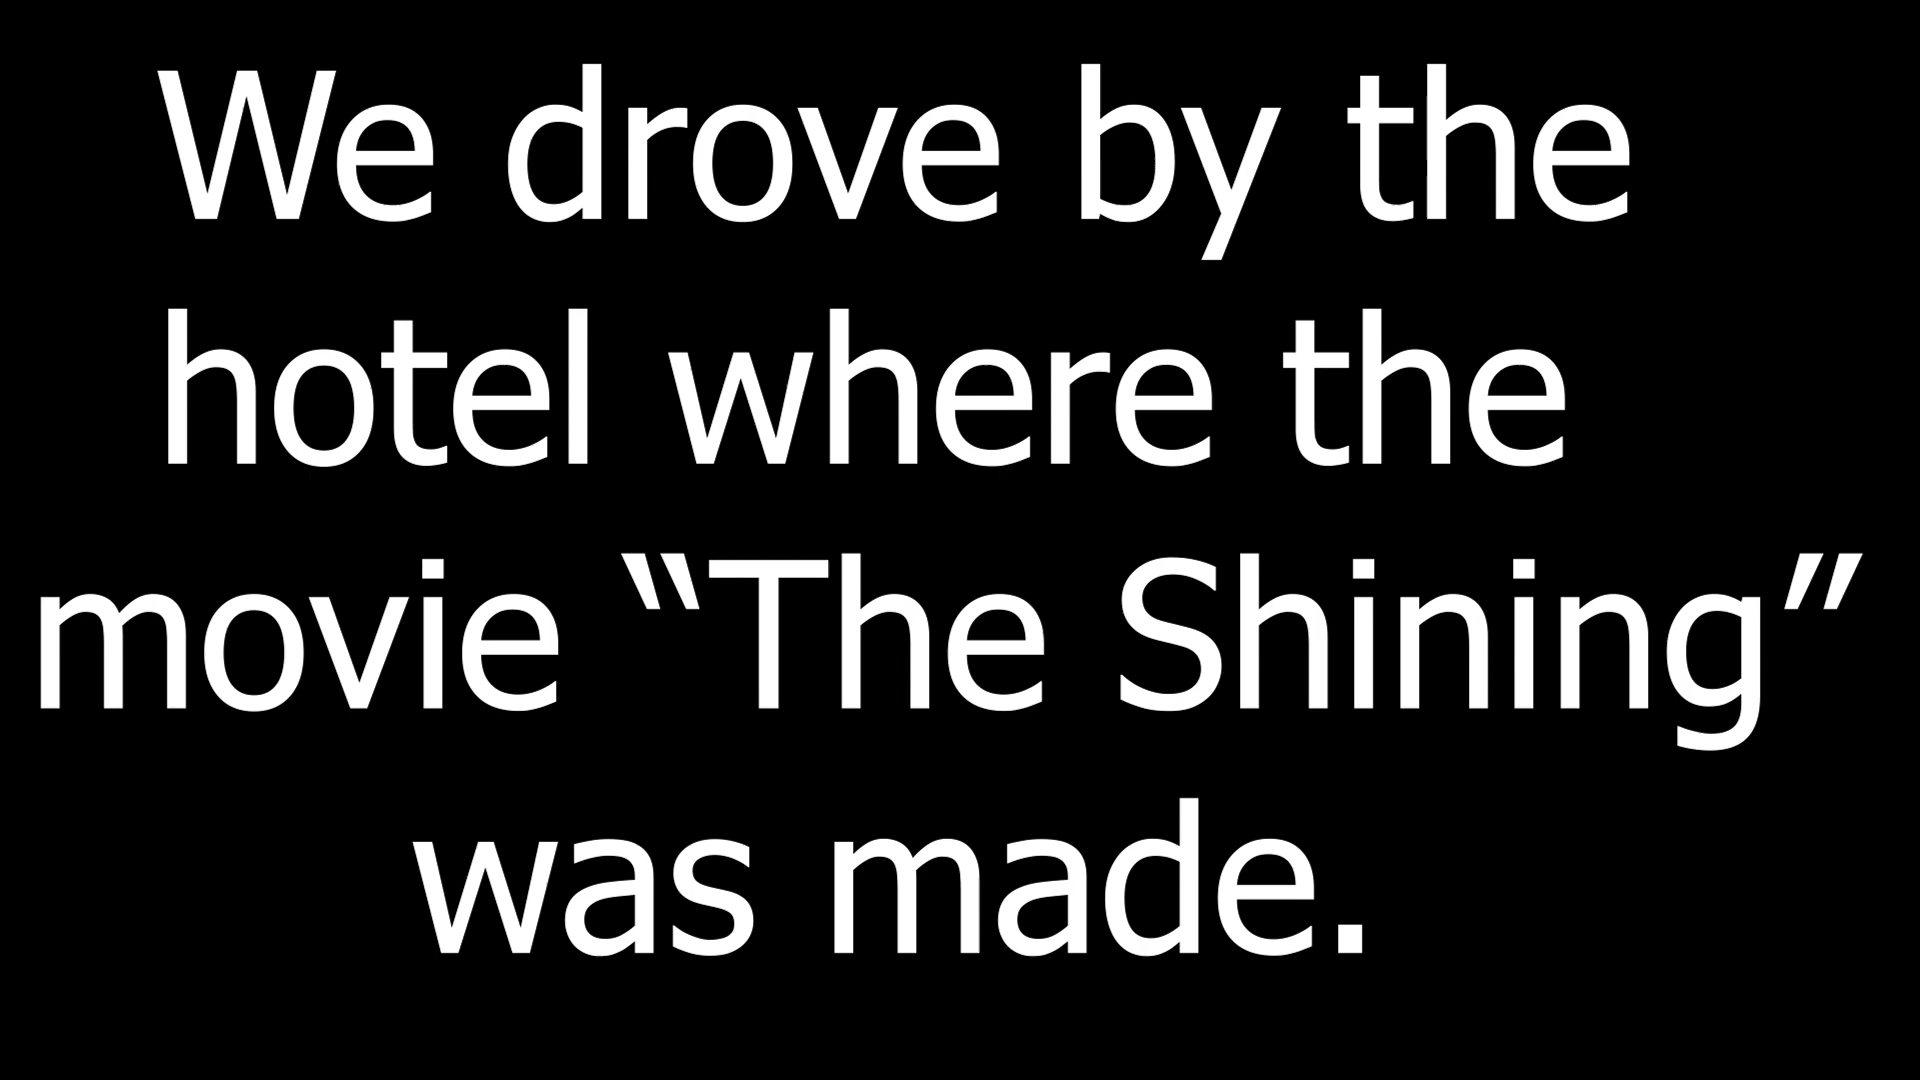 We drove by the
hotel where the
movie “The Shining”
was made.